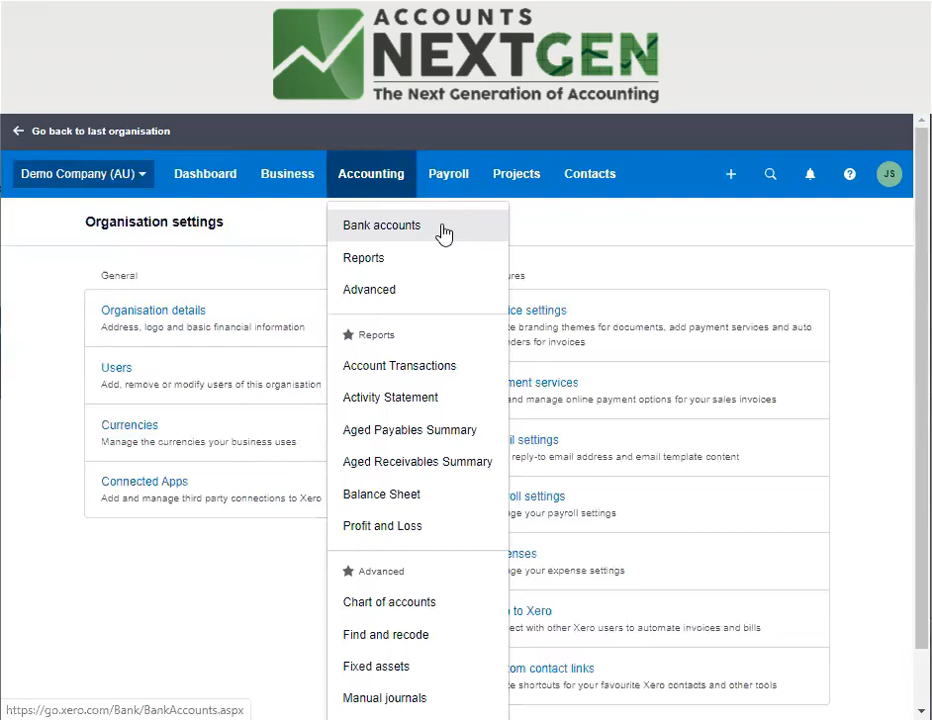 ACCOUNTS
NEXTGEN
The Next Generation of Accounting
Go back to last organisation
Demo Company (AU) Dashboard Business Accounting Payroll Projects Contacts JS
Organisation settings
General
Organisation details
Address, logo and basic financial information
Users
Add, remove or modify users of this organisation
Currencies
Manage the currencies your business uses
Connected Apps
Add and manage third party connections to Xero
Bank accounts
Reports
Advanced
Reports
Account Transactions
Activity Statement
Aged Payables Summary
Aged Receivables Summary
Balance Sheet
Profit and Loss
Advanced
Chart of accounts
Find and recode
Fixed assets
Manual journals
ures
ice settings
te branding themes for documents, add payment services and auto
ders for invoices
ment services
and manage online payment options for your sales invoices
il settings
reply-to email address and email template content
roll settings
ge your payroll settings
enses
ge your expense settings
to Xero
ect with other Xero users to automate invoices and bills
om contact links
te shortcuts for your favourite Xero contacts and other tools
https://go.xero.com/Bank/BankAccounts.aspx